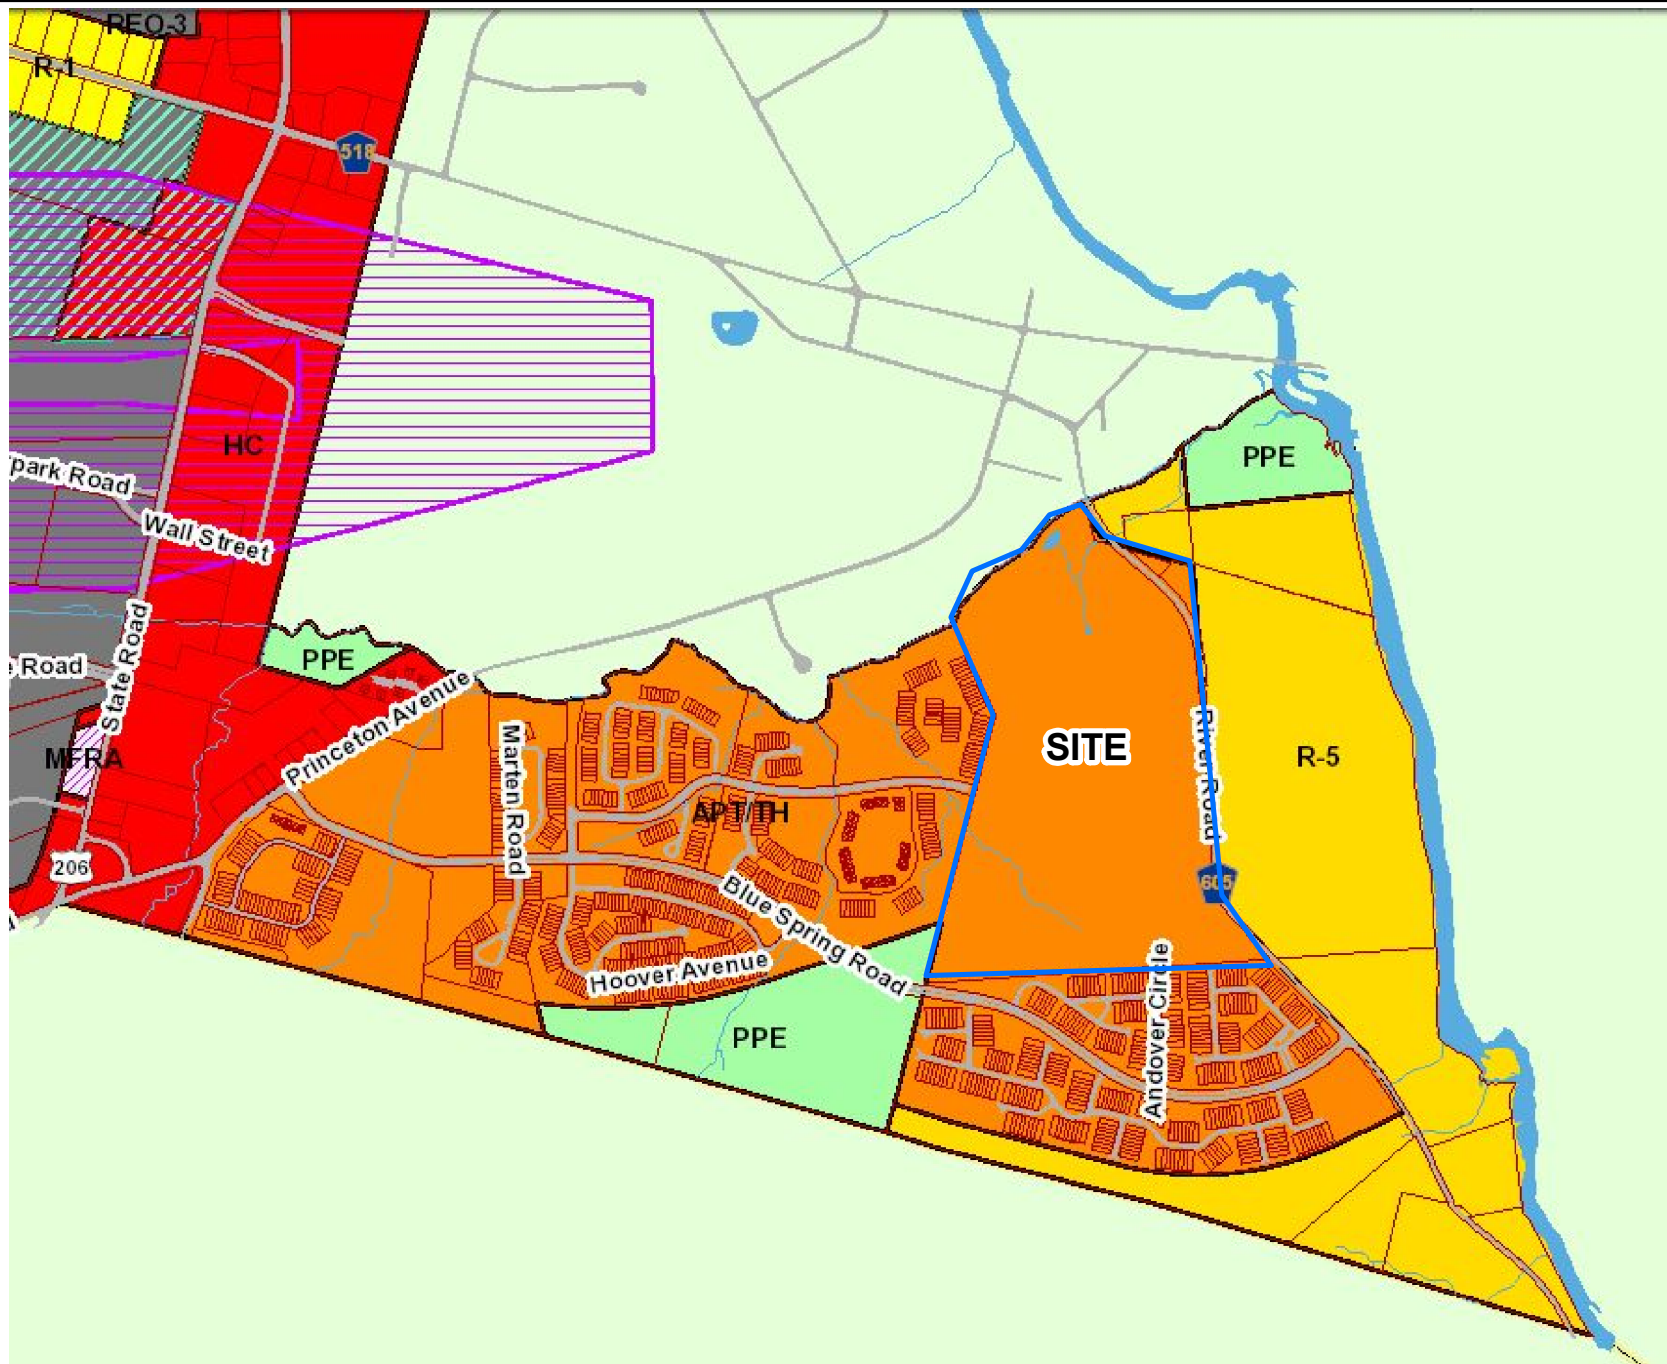 REO-3
R-1
518
HC
park Road
Wall Street
PPE
PPE
e Road
State Road
Princeton Avenue
MFRA
Marten Road
SITE
River Road
R-5
APT/TH
206
605
Blue Spring Road
Hoover Avenue
Andover Circle
PPE